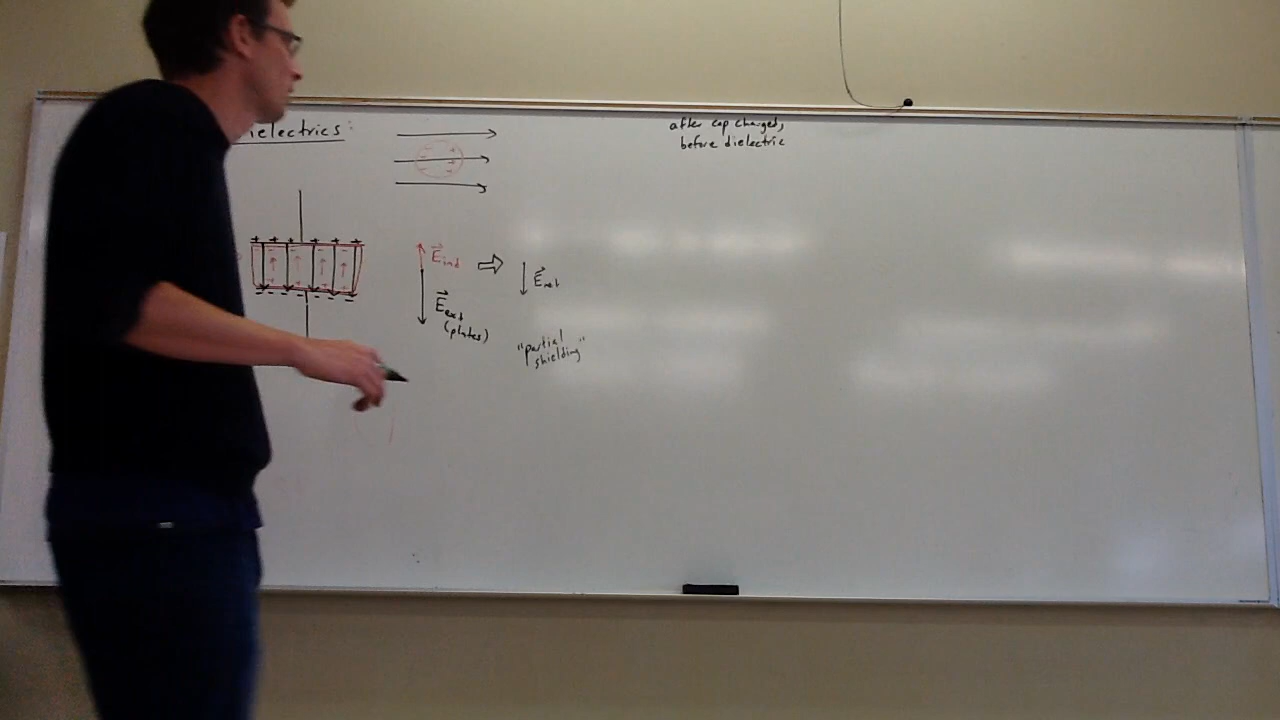 ielectrics:
after cap charged,
before dielectric
E ind
E ext
(plates)
E net
"partial
shielding"